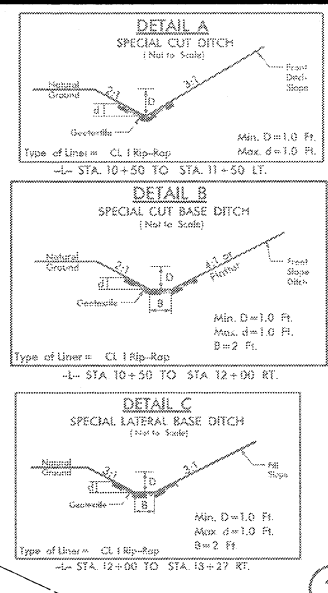 DETAIL A
SPECIAL CUT DITCH
( Not to Scale)
Natural
Ground
2:1
D
3:1
d
Front
Slope
Geotextile
Min. D=1.0 Ft.
Type of Liner= CL I Rip-Rap
Max. d=1.0 Ft.
-L- STA. 10+50 TO STA. 11+50 LT.
DETAIL B
SPECIAL CUT BASE DITCH
( Not to Scale)
Natural
Ground
2:1
D
4:1 or
Flatter
d
Front
Slope
Ditch
Geotextile
B
Min. D=1.0 Ft.
Max. d=1.0 Ft.
B=2 Ft.
Type of Liner= CL I Rip-Rap
-L- STA. 10+50 TO STA. 12+00 RT.
DETAIL C
SPECIAL LATERAL BASE DITCH
( Not to Scale)
Natural
Ground
3:1
D
3:1
d
Fill
Slope
Geotextile
B
Min. D=1.0 Ft.
Max. d=1.0 Ft.
B=2 Ft.
Type of Liner= CL I Rip-Rap
-L- STA. 12+00 TO STA. 13+27 RT.